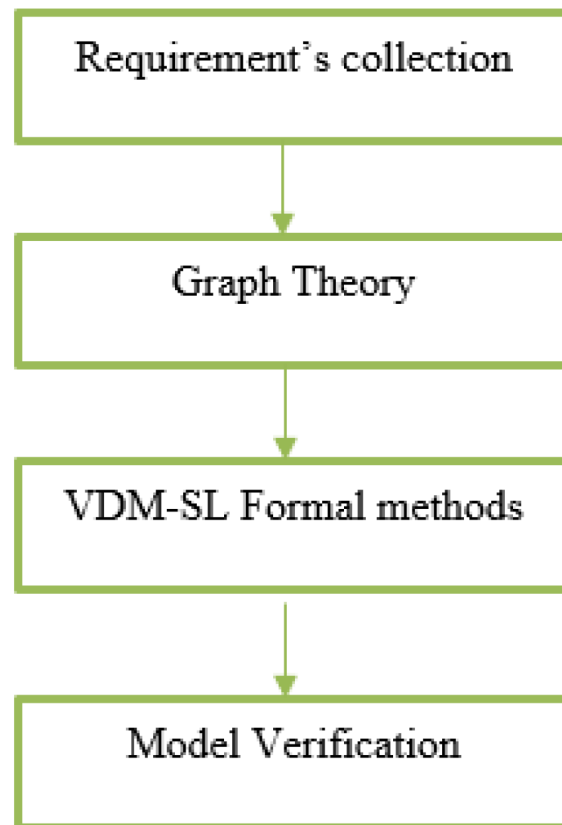 Requirement’s collection
Graph Theory
VDM-SL Formal methods
Model Verification